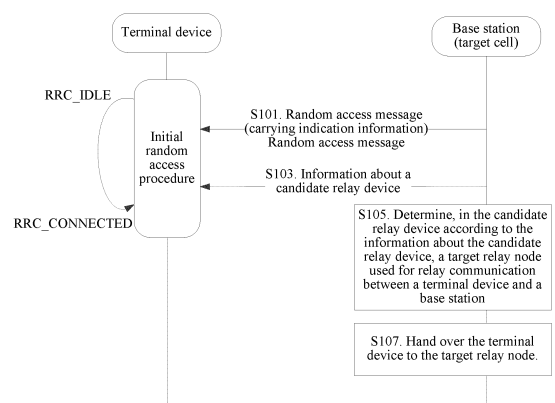 Terminal device
Base station
(target cell)
RRC_IDLE
Initial
random
access
procedure
RRC_CONNECTED
S101. Random access message
(carrying indication information)
Random access message
S103. Information about a
candidate relay device
S105. Determine, in the candidate
relay device according to the
information about the candidate
relay device, a target relay node
used for relay communication
between a terminal device and a
base station
S107. Hand over the terminal
device to the target relay node.